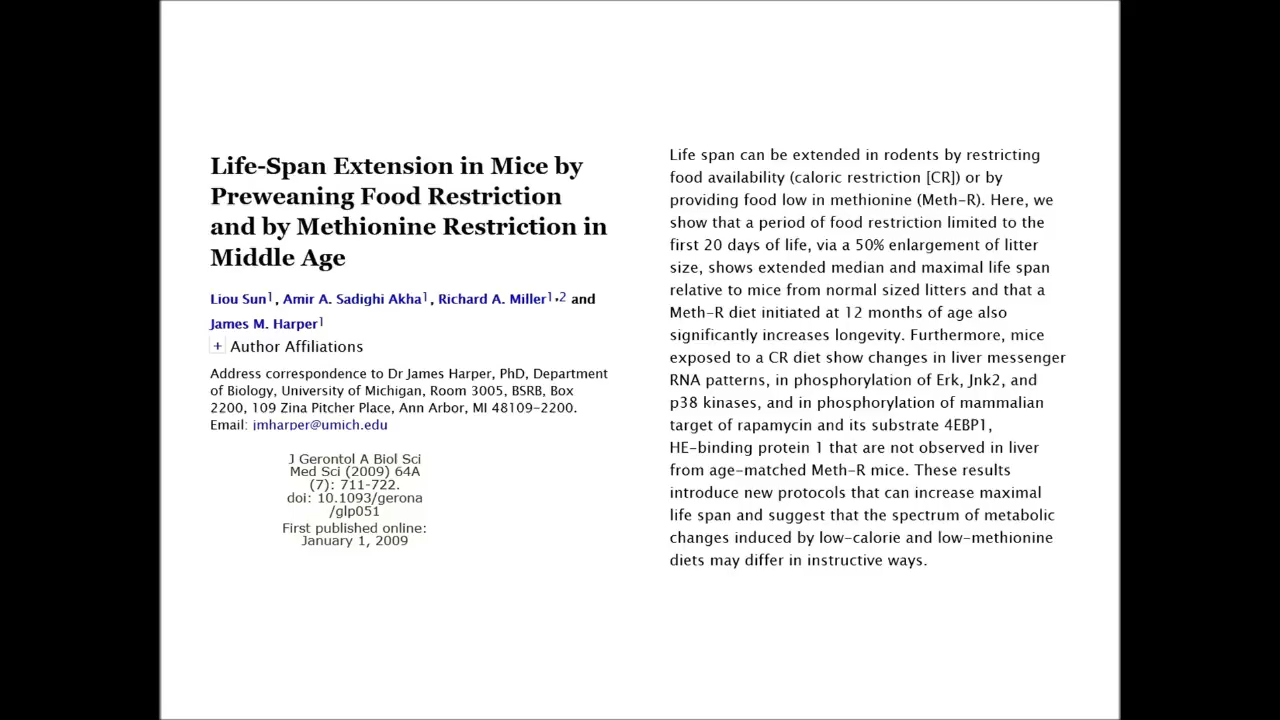 Life-Span Extension in Mice by
Preweaning Food Restriction
and by Methionine Restriction in
Middle Age
Liou Sun1, Amir A. Sadighi Akha1, Richard A. Miller1,2 and
James M. Harper1
+ Author Affiliations
Address correspondence to Dr James Harper, PhD, Department
of Biology, University of Michigan, Room 3005, BSRB, Box
2200, 109 Zina Pitcher Place, Ann Arbor, MI 48109-2200.
Email: jmharper@umich.edu
J Gerontol A Biol Sci
Med Sci (2009) 64A
(7): 711-722.
doi: 10.1093/gerona
/glp051
First published online:
January 1, 2009
Life span can be extended in rodents by restricting
food availability (caloric restriction [CR]) or by
providing food low in methionine (Meth-R). Here, we
show that a period of food restriction limited to the
first 20 days of life, via a 50% enlargement of litter
size, shows extended median and maximal life span
relative to mice from normal sized litters and that a
Meth-R diet initiated at 12 months of age also
significantly increases longevity. Furthermore, mice
exposed to a CR diet show changes in liver messenger
RNA patterns, in phosphorylation of Erk, Jnk2, and
p38 kinases, and in phosphorylation of mammalian
target of rapamycin and its substrate 4EBP1,
HE-binding protein 1 that are not observed in liver
from age-matched Meth-R mice. These results
introduce new protocols that can increase maximal
life span and suggest that the spectrum of metabolic
changes induced by low-calorie and low-methionine
diets may differ in instructive ways.